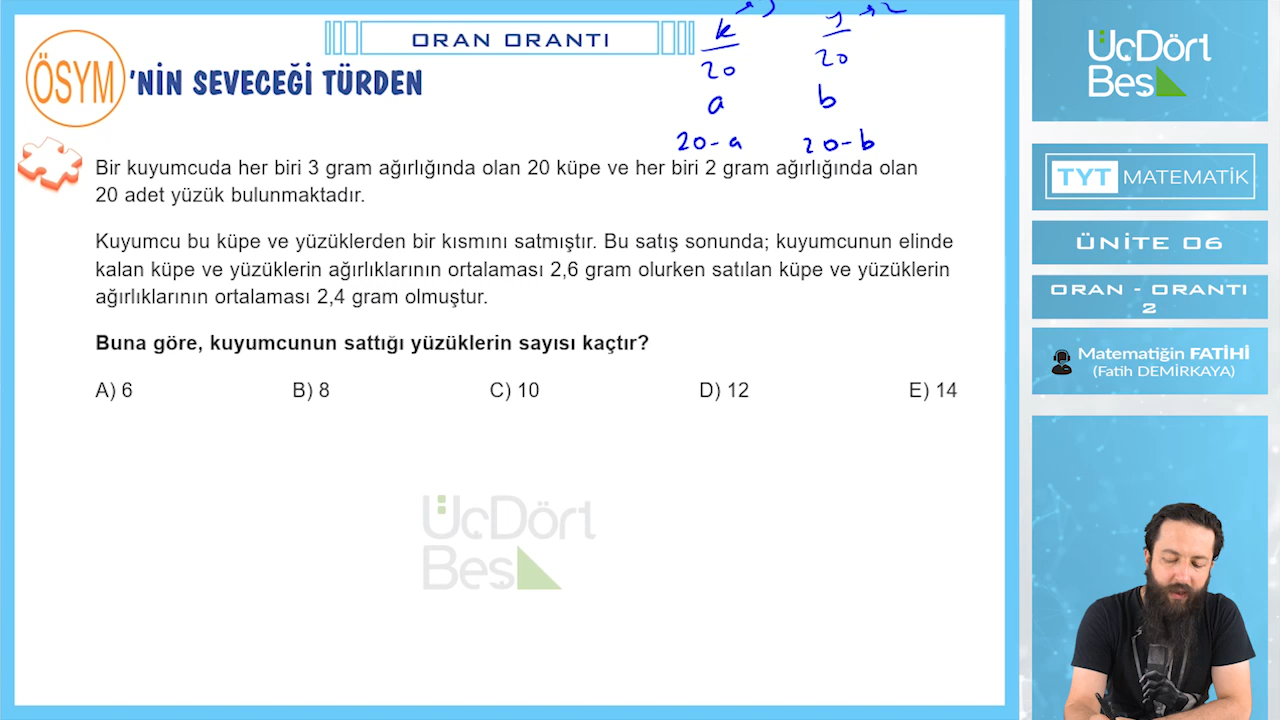 ORAN ORANTI
ÖSYM'NİN SEVECEĞİ TÜRDEN
k → 3 y → 2
20 20
a b
20-a 20-b
Bir kuyumcuda her biri 3 gram ağırlığında olan 20 küpe ve her biri 2 gram ağırlığında olan
20 adet yüzük bulunmaktadır.
Kuyumcu bu küpe ve yüzüklerden bir kısmını satmıştır. Bu satış sonunda; kuyumcunun elinde
kalan küpe ve yüzüklerin ağırlıklarının ortalaması 2,6 gram olurken satılan küpe ve yüzüklerin
ağırlıklarının ortalaması 2,4 gram olmuştur.
Buna göre, kuyumcunun sattığı yüzüklerin sayısı kaçtır?
A) 6 B) 8 C) 10 D) 12 E) 14
ÜçDört
Beş
ÜçDört
Beş
TYT MATEMATİK
ÜNİTE 06
ORAN - ORANTI
2
Matematiğin FATİHİ
(Fatih DEMİRKAYA)